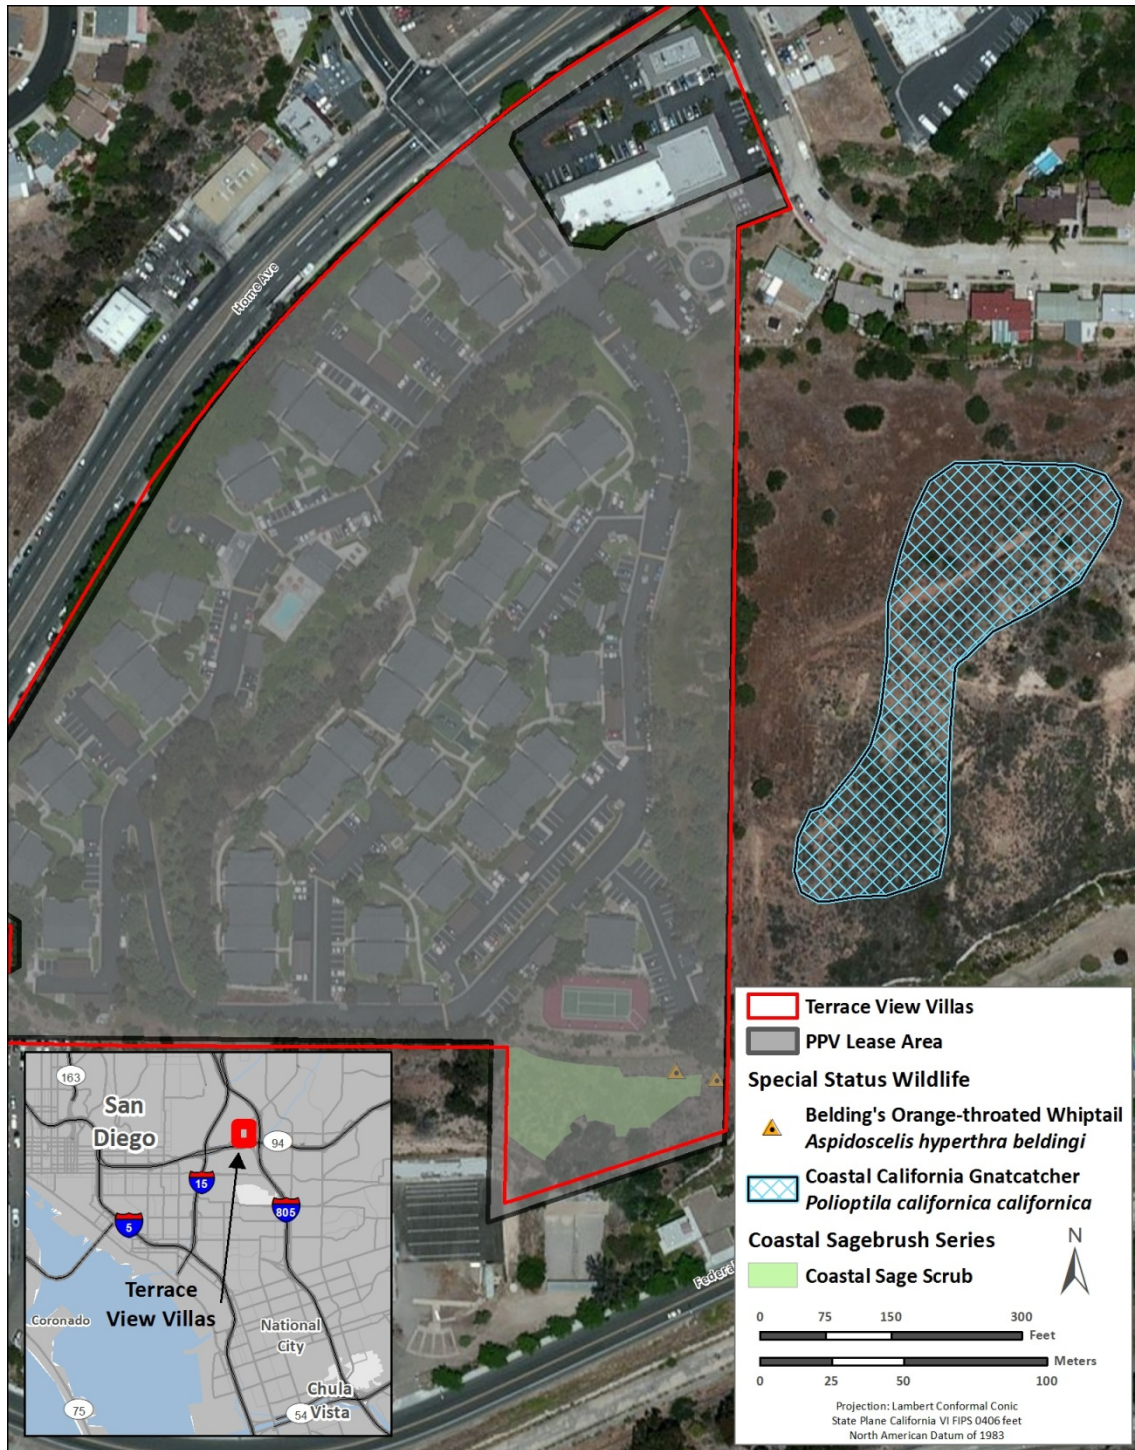 Home Ave
Federal
Terrace View Villas
PPV Lease Area
Special Status Wildlife
Belding's Orange-throated Whiptail
Aspidoscelis hyperthra beldingi
Coastal California Gnatcatcher
Polioptila californica californica
Coastal Sagebrush Series
Coastal Sage Scrub
N
0 75 150 300
Feet
Meters
0 25 50 100
Projection: Lambert Conformal Conic
State Plane California VI FIPS 0406 feet
North American Datum of 1983
163
San
Diego
94
15
805
5
Terrace
View Villas
Coronado
National
City
Chula
Vista
54
75